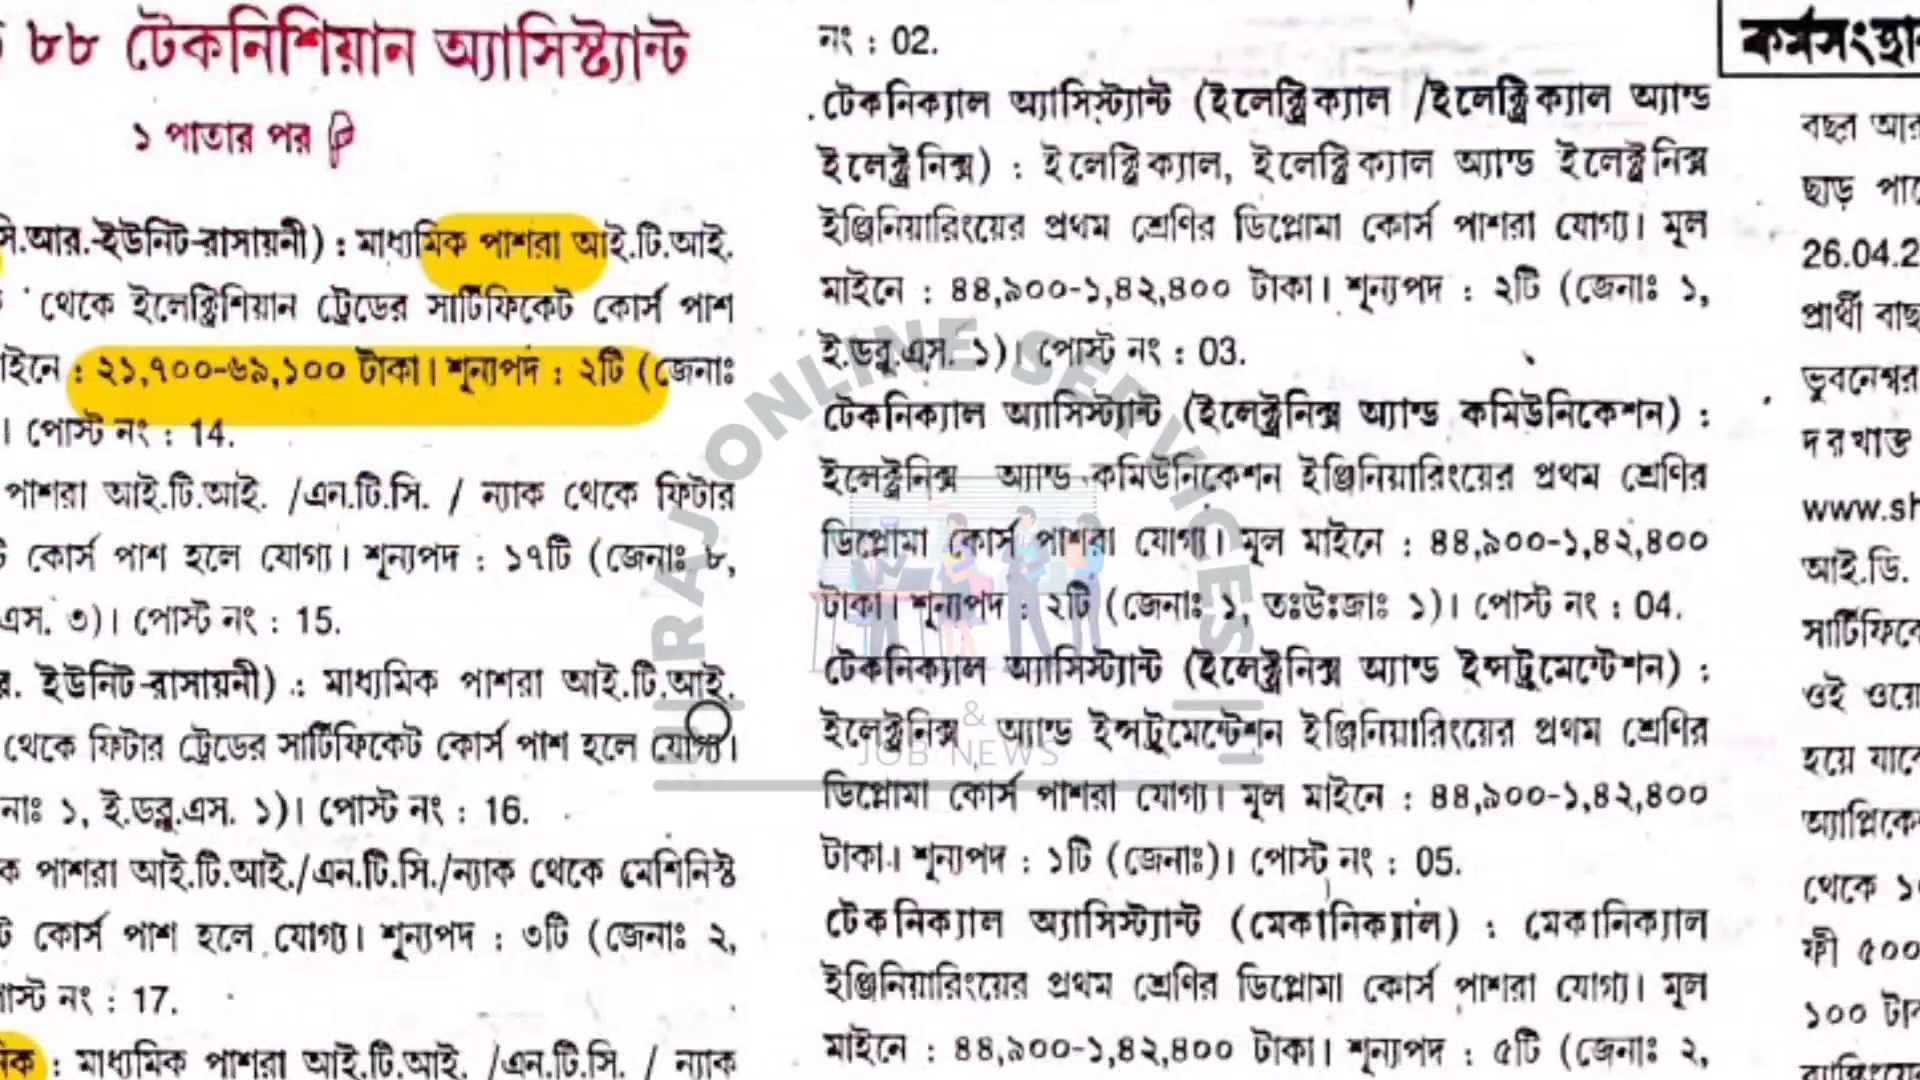 ৮৮ টেকনিশিয়ান অ্যাসিস্ট্যান্ট
১ পাতার পর
সি.আর.-ইউনিট-রাসায়নী) : মাধ্যমিক পাশরা আই.টি.আই.
থেকে ইলেক্ট্রিশিয়ান ট্রেডের সার্টিফিকেট কোর্স পাশ
: ২১,৭০০-৬৯,১০০ টাকা। শূন্যপদ : ২টি (জেনাঃ
। পোস্ট নং : 14.
পাশরা আই.টি.আই. /এন.টি.সি. / ন্যাক থেকে ফিটার
কোর্স পাশ হলে যোগ্য। শূন্যপদ : ১৭টি (জেনাঃ ৮,
এস. ৩)। পোস্ট নং : 15.
ইউনিট-রাসায়নী) : মাধ্যমিক পাশরা আই.টি.আই.
থেকে ফিটার ট্রেডের সার্টিফিকেট কোর্স পাশ হলে যোগ্য।
১, ই.ডব্লু.এস. ১)। পোস্ট নং : 16.
পাশরা আই.টি.আই./এন.টি.সি./ন্যাক থেকে মেশিনিস্ট
কোর্স পাশ হলে যোগ্য। শূন্যপদ : ৩টি (জেনাঃ ২,
নং : 17.
: মাধ্যমিক পাশরা আই.টি.আই. /এন.টি.সি. / ন্যাক
নং : 02.
টেকনিক্যাল অ্যাসিস্ট্যান্ট (ইলেক্ট্রিক্যাল /ইলেক্ট্রিক্যাল অ্যান্ড
ইলেক্ট্রনিক্স) : ইলেক্ট্রিক্যাল, ইলেক্ট্রিক্যাল অ্যান্ড ইলেক্ট্রনিক্স
ইঞ্জিনিয়ারিংয়ের প্রথম শ্রেণির ডিপ্লোমা কোর্স পাশরা যোগ্য। মূল
মাইনে : ৪৪,৯০০-১,৪২,৪০০ টাকা। শূন্যপদ : ২টি (জেনাঃ ১,
ই.ডব্লু.এস. ১)। পোস্ট নং : 03.
টেকনিক্যাল অ্যাসিস্ট্যান্ট (ইলেক্ট্রনিক্স অ্যান্ড কমিউনিকেশন) :
ইলেক্ট্রনিক্স অ্যান্ড কমিউনিকেশন ইঞ্জিনিয়ারিংয়ের প্রথম শ্রেণির
ডিপ্লোমা কোর্স পাশরা যোগ্য। মূল মাইনে : ৪৪,৯০০-১,৪২,৪০০
টাকা। শূন্যপদ : ২টি (জেনাঃ ১, তঃউঃজাঃ ১)। পোস্ট নং : 04.
টেকনিক্যাল অ্যাসিস্ট্যান্ট (ইলেক্ট্রনিক্স অ্যান্ড ইন্সট্রুমেন্টেশন) :
ইলেক্ট্রনিক্স অ্যান্ড ইন্সট্রুমেন্টেশন ইঞ্জিনিয়ারিংয়ের প্রথম শ্রেণির
ডিপ্লোমা কোর্স পাশরা যোগ্য। মূল মাইনে : ৪৪,৯০০-১,৪২,৪০০
টাকা। শূন্যপদ : ১টি (জেনাঃ)। পোস্ট নং : 05.
টেকনিক্যাল অ্যাসিস্ট্যান্ট (মেকানিক্যাল) : মেকানিক্যাল
ইঞ্জিনিয়ারিংয়ের প্রথম শ্রেণির ডিপ্লোমা কোর্স পাশরা যোগ্য। মূল
মাইনে : ৪৪,৯০০-১,৪২,৪০০ টাকা। শূন্যপদ : ৫টি (জেনাঃ ২,
বছর আর
ছাড়
26.04.2
প্রার্থী
ভুবনেশ্বর
দরখাস্ত
www.sh
আই.ডি.
ওই
হয়ে
থেকে
ফী ৫০০
১০০
RAJ ONLINE SERVICES
&
JOB NEWS